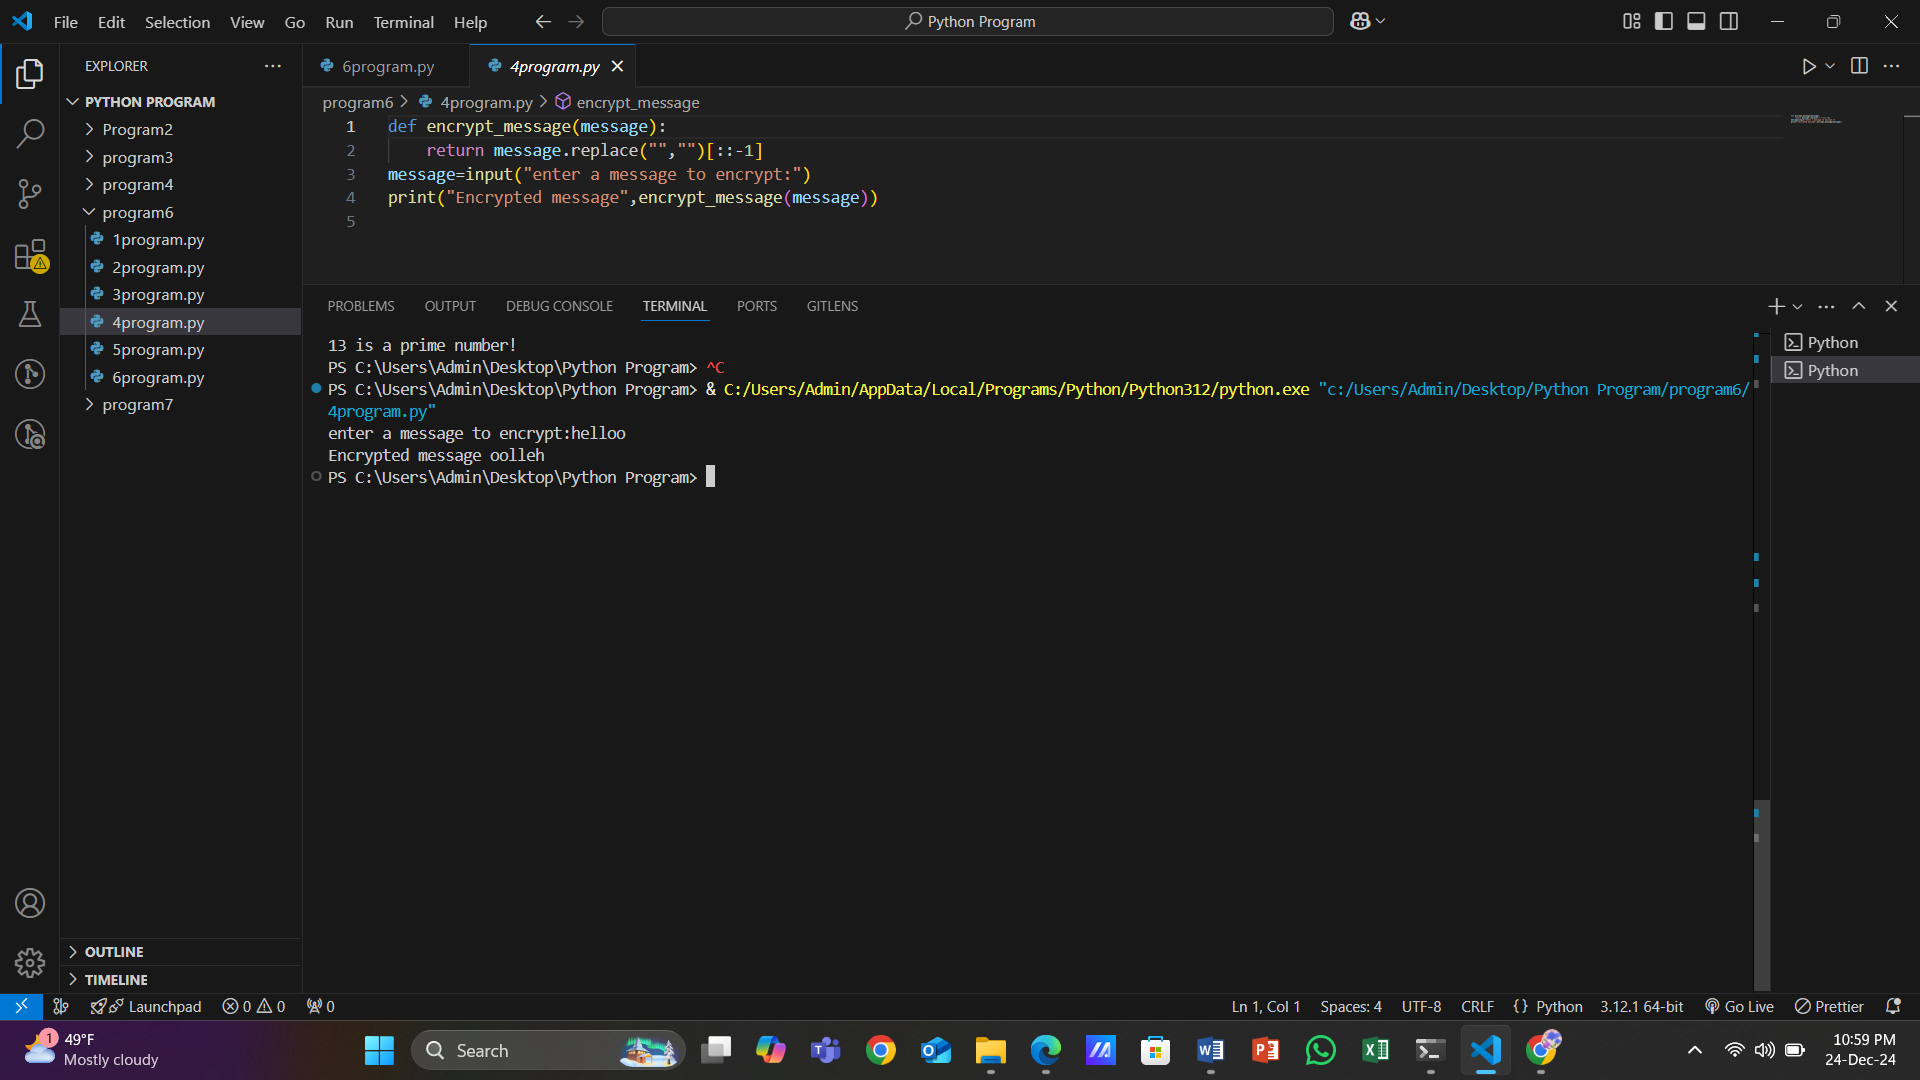 File Edit Selection View Go Run Terminal Help
Python Program
EXPLORER
PYTHON PROGRAM
Program2
program3
program4
program6
1program.py
2program.py
3program.py
4program.py
5program.py
6program.py
program7
OUTLINE
TIMELINE
6program.py 4program.py
program6 > 4program.py > encrypt_message
1 def encrypt_message(message):
2 return message.replace("","")[::-1]
3 message=input("enter a message to encrypt:")
4 print("Encrypted message",encrypt_message(message))
5
PROBLEMS OUTPUT DEBUG CONSOLE TERMINAL PORTS GITLENS
13 is a prime number!
PS C:\Users\Admin\Desktop\Python Program> ^C
PS C:\Users\Admin\Desktop\Python Program> & C:/Users/Admin/AppData/Local/Programs/Python/Python312/python.exe "c:/Users/Admin/Desktop/Python Program/program6/
4program.py"
enter a message to encrypt:helloo
Encrypted message oolleh
PS C:\Users\Admin\Desktop\Python Program>
Python
Python
Launchpad 0 0 0 Ln 1, Col 1 Spaces: 4 UTF-8 CRLF {} Python 3.12.1 64-bit Go Live Prettier
1 49°F
Mostly cloudy
Search
10:59 PM
24-Dec-24